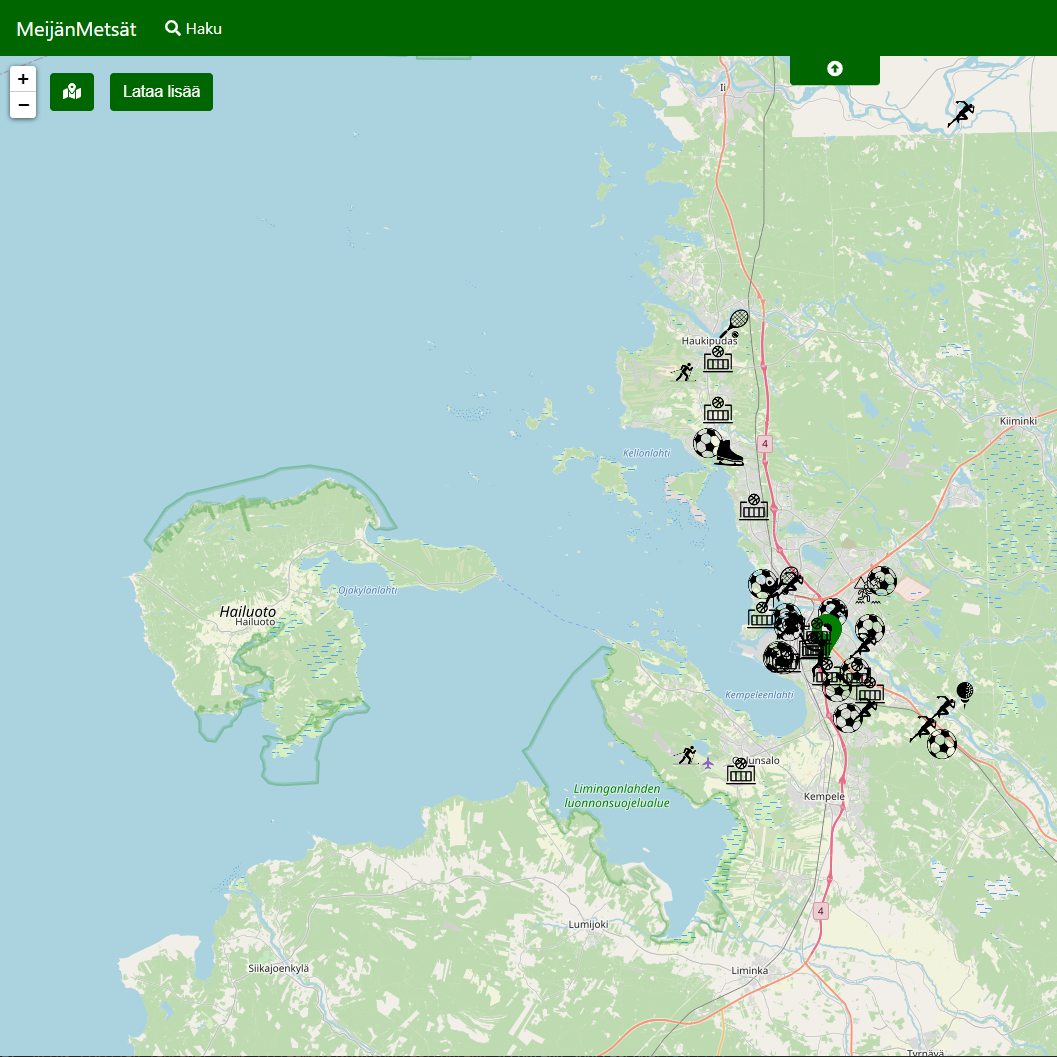 MeijänMetsät Haku
+
−
Lataa lisää
Ii
Haukipudas
Kiiminki
4
Kellonlahti
Ojakylänlahti
Hailuoto
Hailuoto
Kempeleenlahti
Oulunsalo
Liminganlahden
luonnonsuojelualue
Kempele
4
Lumijoki
Siikajoenkylä
Liminka
Tyrnävä